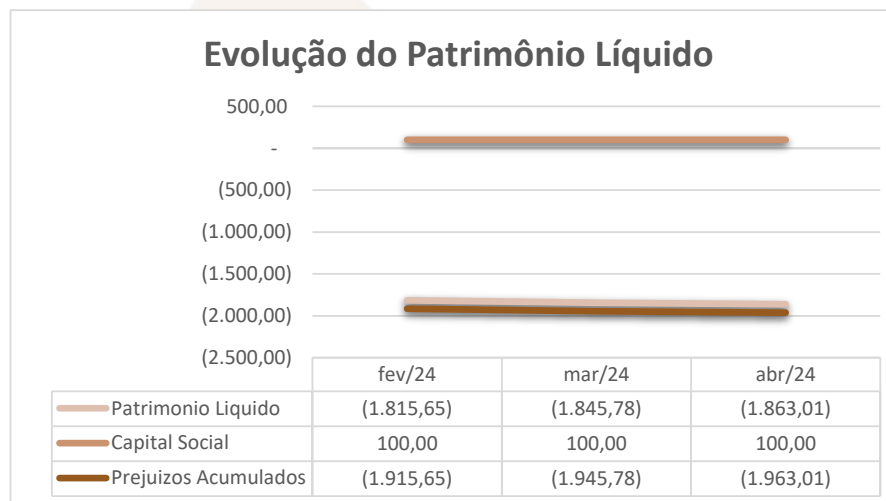 Evolução do Patrimônio Líquido
500,00
-
(500,00)
(1.000,00)
(1.500,00)
(2.000,00)
(2.500,00)
fev/24 mar/24 abr/24
Patrimonio Liquido (1.815,65) (1.845,78) (1.863,01)
Capital Social 100,00 100,00 100,00
Prejuizos Acumulados (1.915,65) (1.945,78) (1.963,01)